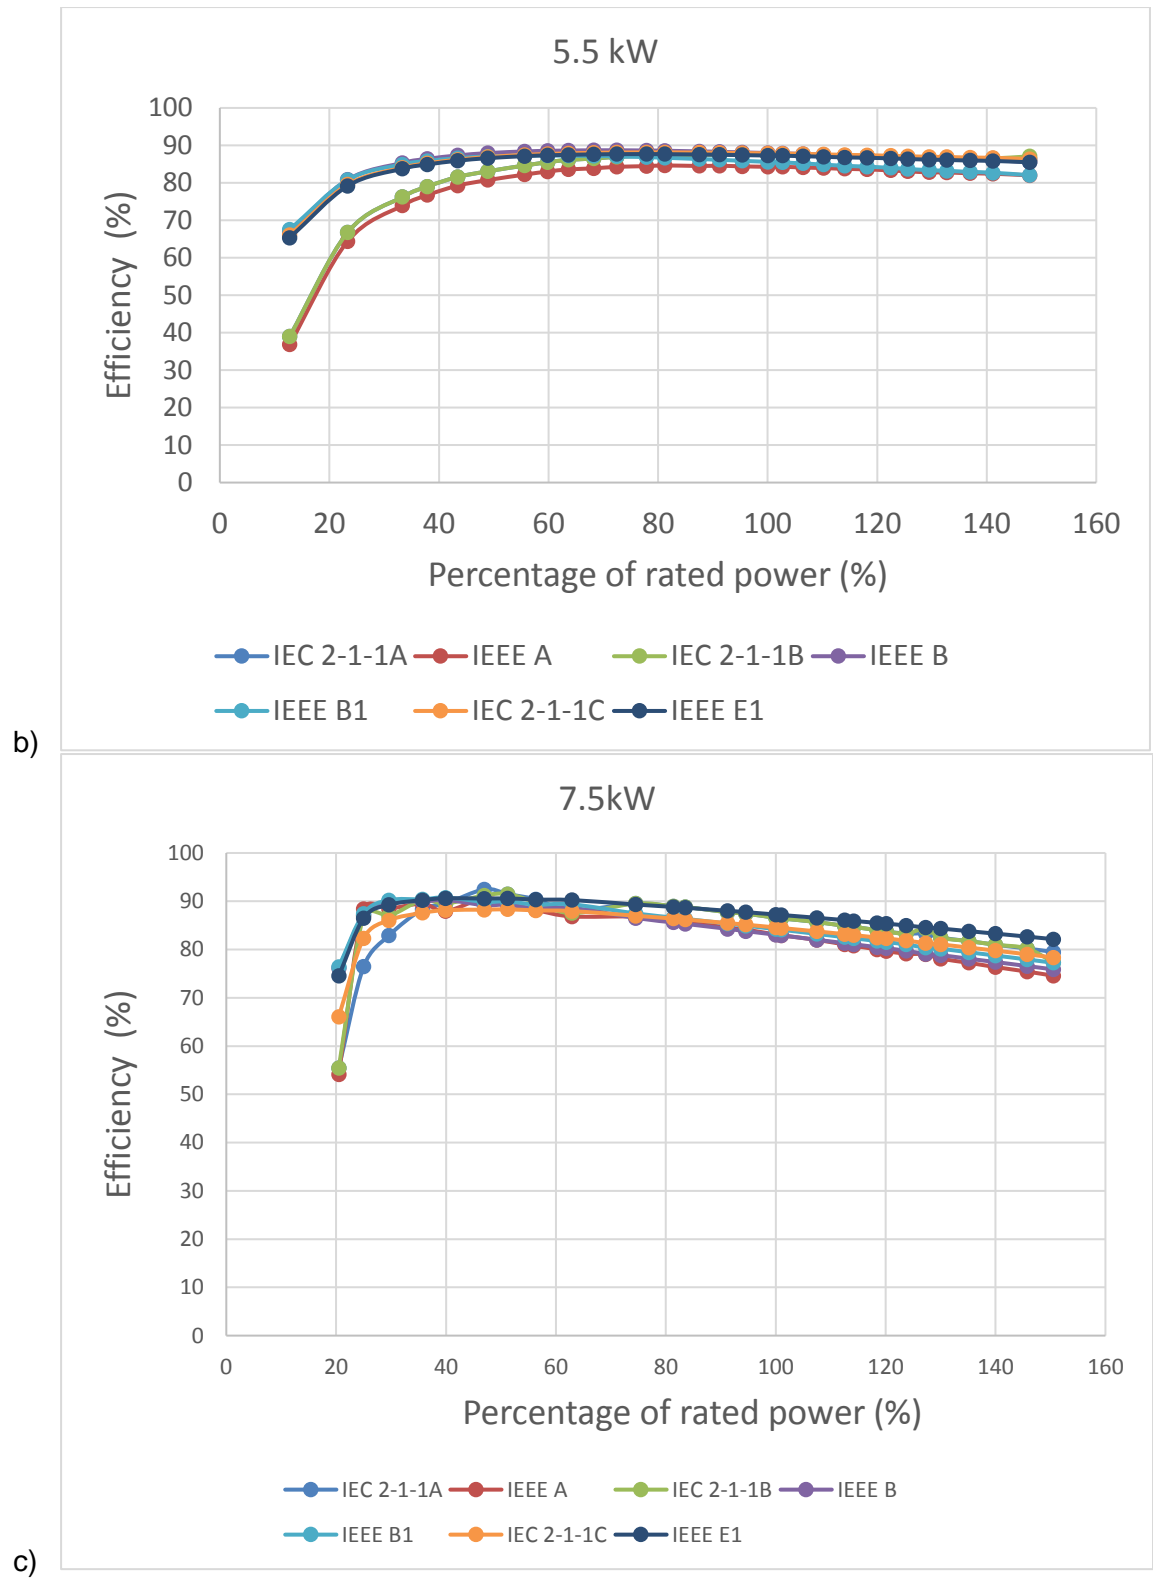 5.5 kW
100
90
80
70
60
50
40
30
20
10
0
Efficiency (%)
0 20 40 60 80 100 120 140 160
Percentage of rated power (%)
IEC 2-1-1A IEEE A IEC 2-1-1B IEEE B
IEEE B1 IEC 2-1-1C IEEE E1
b)
7.5kW
100
90
80
70
60
50
40
30
20
10
0
Efficiency (%)
0 20 40 60 80 100 120 140 160
Percentage of rated power (%)
IEC 2-1-1A IEEE A IEC 2-1-1B IEEE B
IEEE B1 IEC 2-1-1C IEEE E1
c)